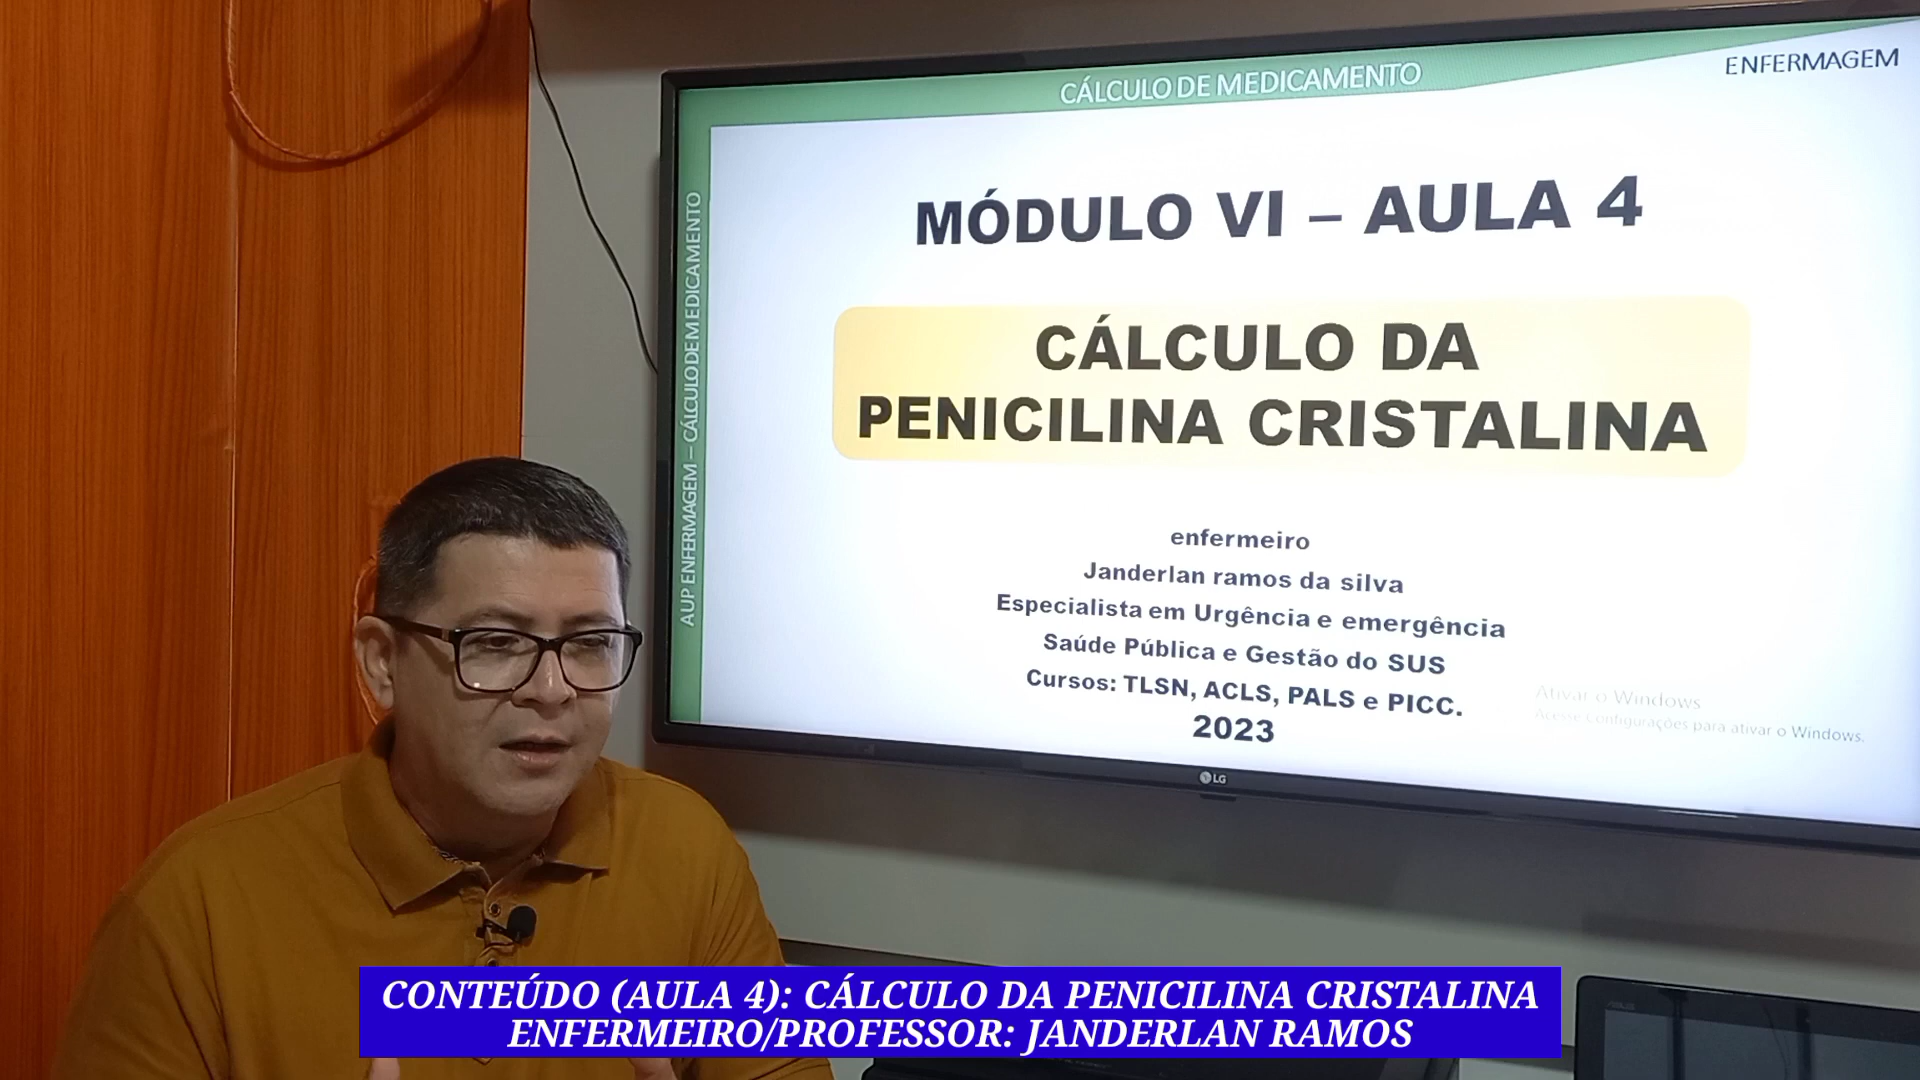 CÁLCULO DE MEDICAMENTO
ENFERMAGEM
AUP ENFERMAGEM – CÁLCULO DE MEDICAMENTO
MÓDULO VI – AULA 4
CÁLCULO DA
PENICILINA CRISTALINA
enfermeiro
Janderlan ramos da silva
Especialista em Urgência e emergência
Saúde Pública e Gestão do SUS
Cursos: TLSN, ACLS, PALS e PICC.
2023
Ativar o Windows
Acesse Configurações para ativar o Windows.
LG
CONTEÚDO (AULA 4): CÁLCULO DA PENICILINA CRISTALINA
ENFERMEIRO/PROFESSOR: JANDERLAN RAMOS
ASUS